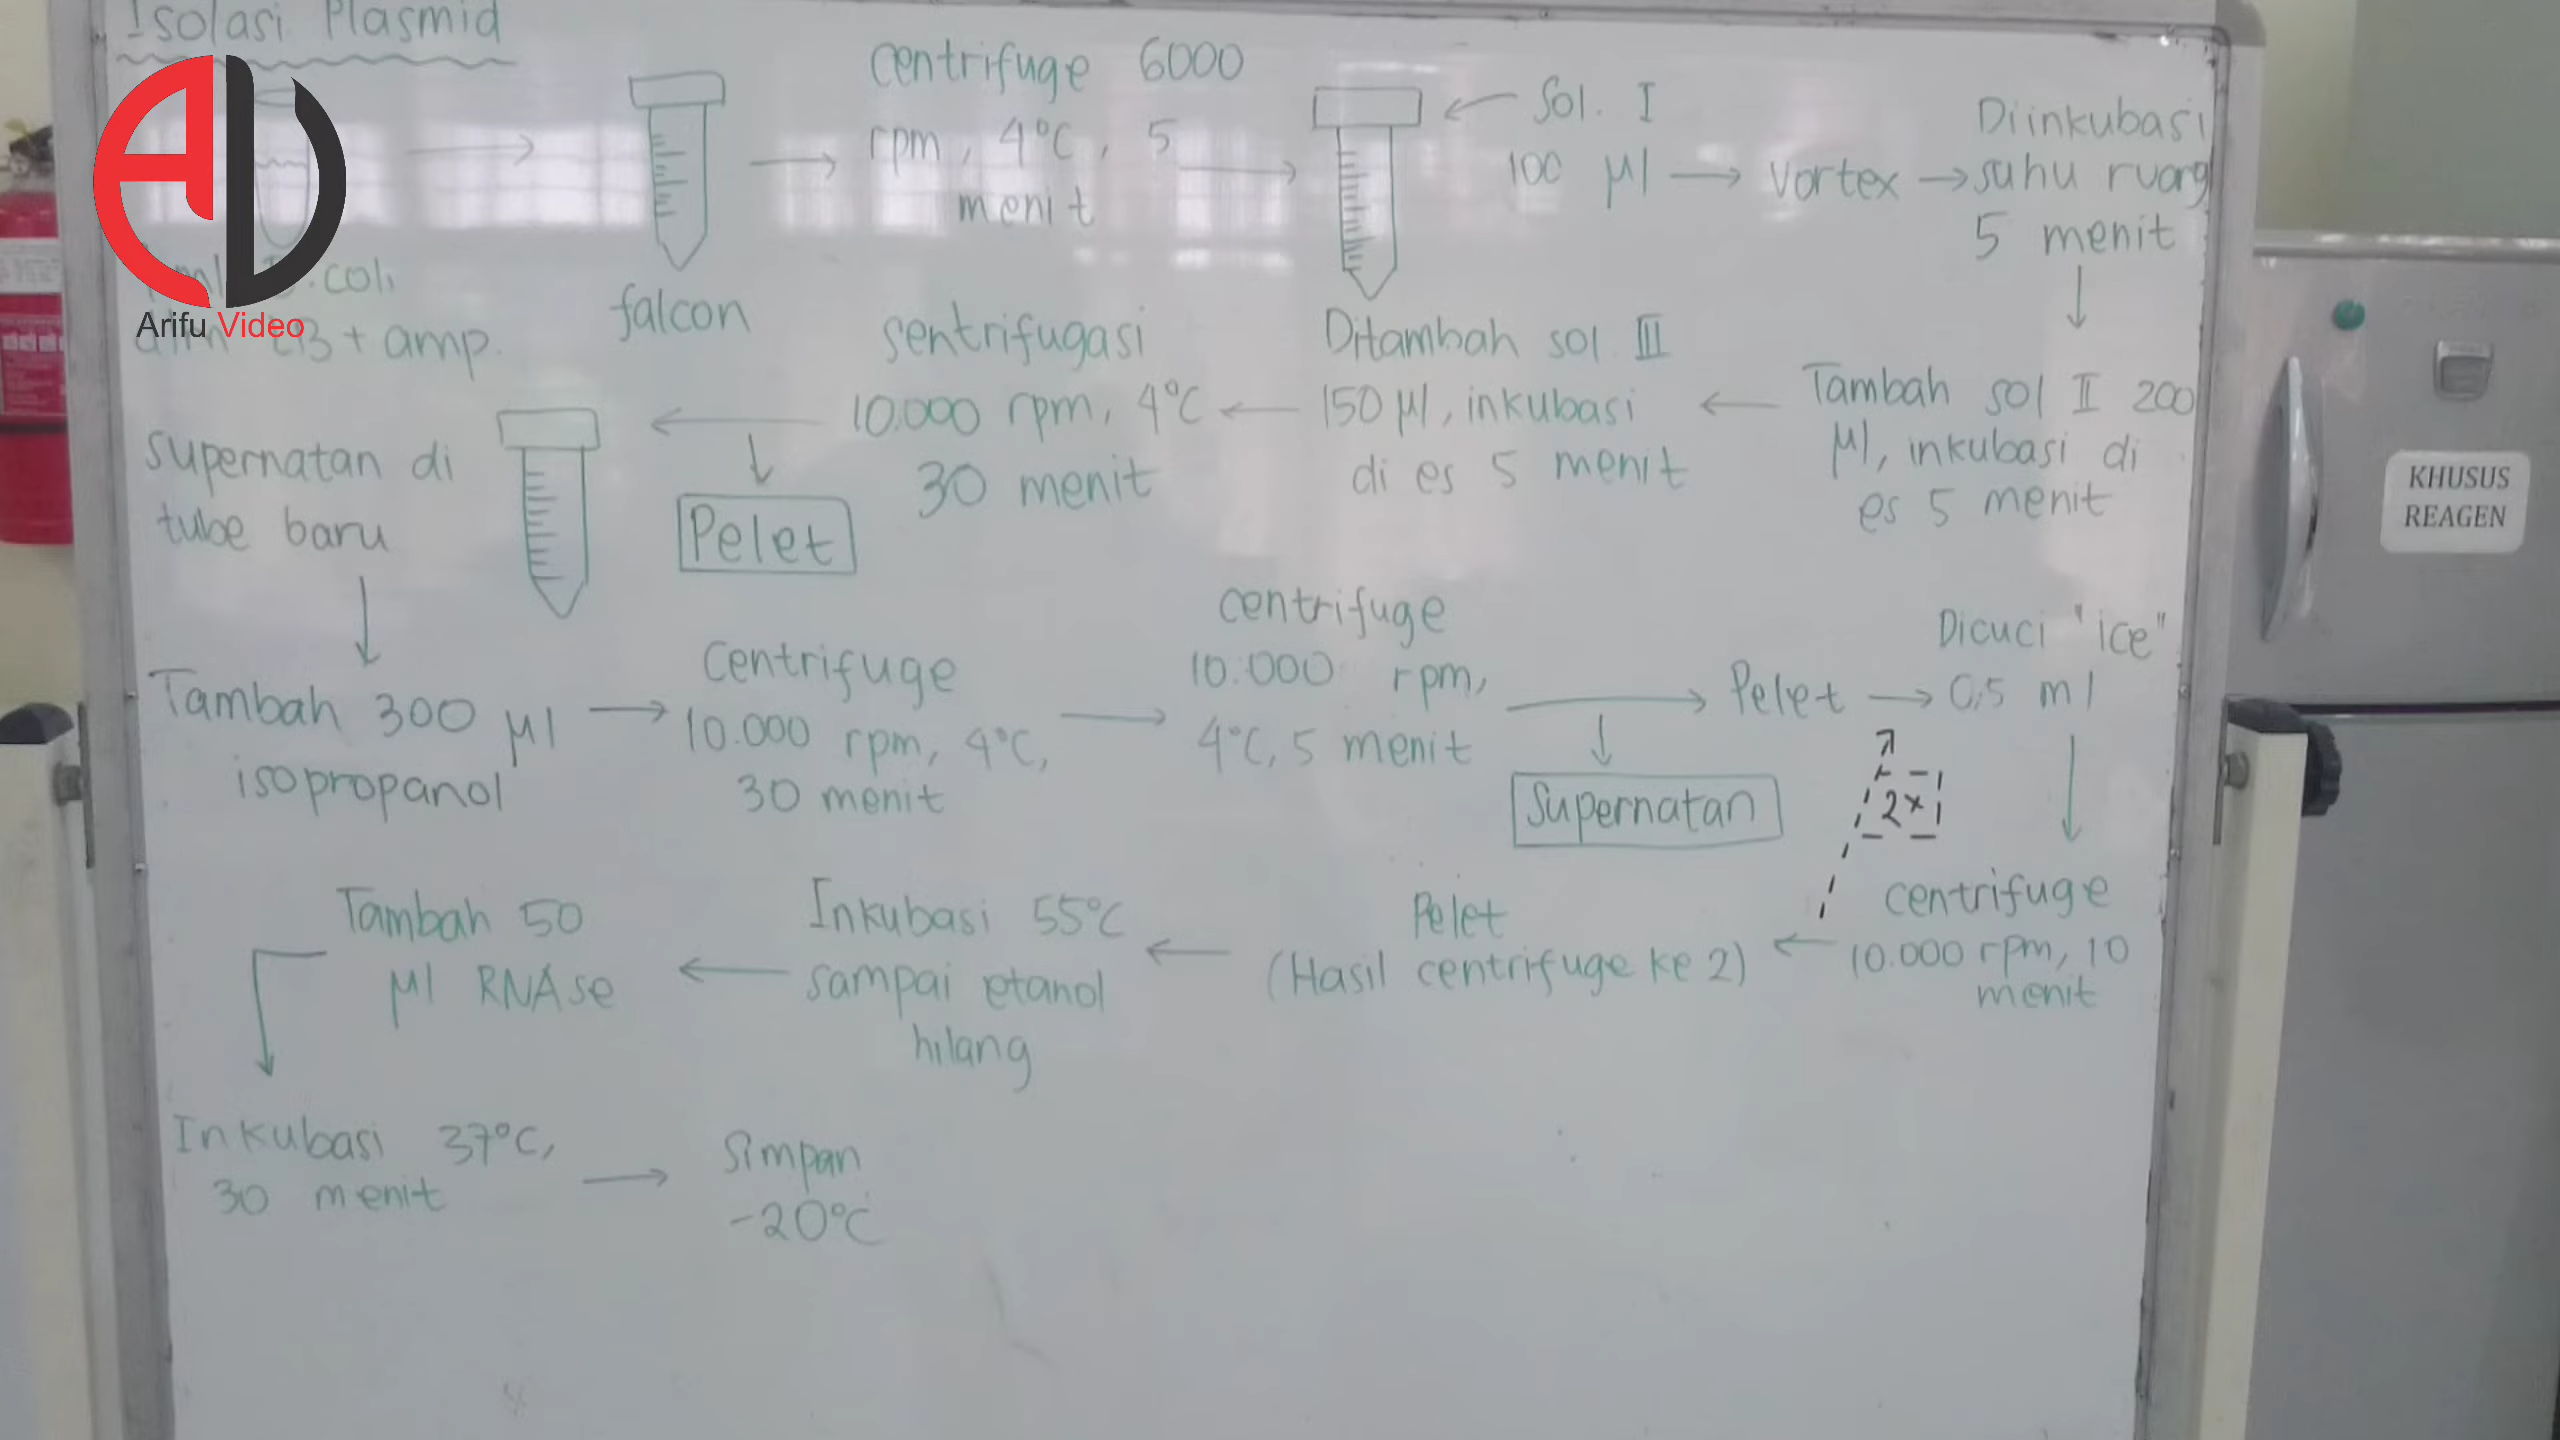 Isolasi Plasmid
E. coli
dlm LB + amp.
falcon
centrifuge 6000
rpm, 4°C, 5
menit
Sol. I
100 µl
Vortex
Diinkubasi
suhu ruang
5 menit
Tambah sol II 200
µl, inkubasi di
es 5 menit
Ditambah sol. III
150 µl, inkubasi
di es 5 menit
sentrifugasi
10.000 rpm, 4°C
30 menit
Pelet
supernatan di
tube baru
Tambah 300 µl
isopropanol
Centrifuge
10.000 rpm, 4°C,
30 menit
centrifuge
10.000 rpm,
4°C, 5 menit
Supernatan
Pelet
Dicuci "ice"
0,5 ml
2x
centrifuge
10.000 rpm, 10
menit
Pelet
(Hasil centrifuge ke 2)
Inkubasi 55°C
sampai etanol
hilang
Tambah 50
µl RNAse
Inkubasi 37°C,
30 menit
Simpan
-20°C
Arifu Video
KHUSUS
REAGEN